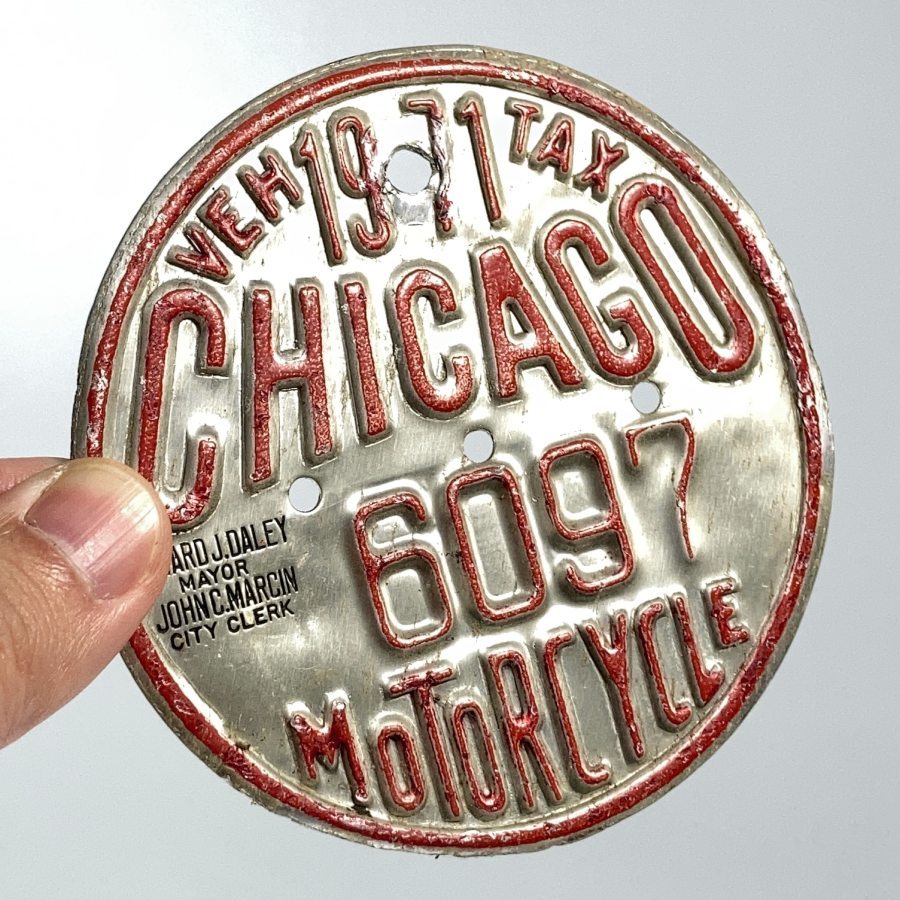 VEH 1971 TAX
CHICAGO
6097
ARD J. DALEY
MAYOR
JOHN C. MARCIN
CITY CLERK
MOTORCYCLE